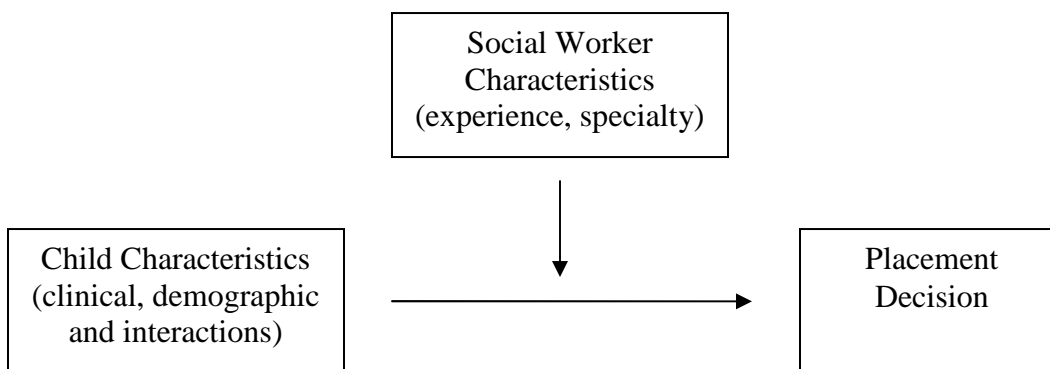 Social Worker
Characteristics
(experience, specialty)
Child Characteristics
(clinical, demographic
and interactions)
Placement
Decision